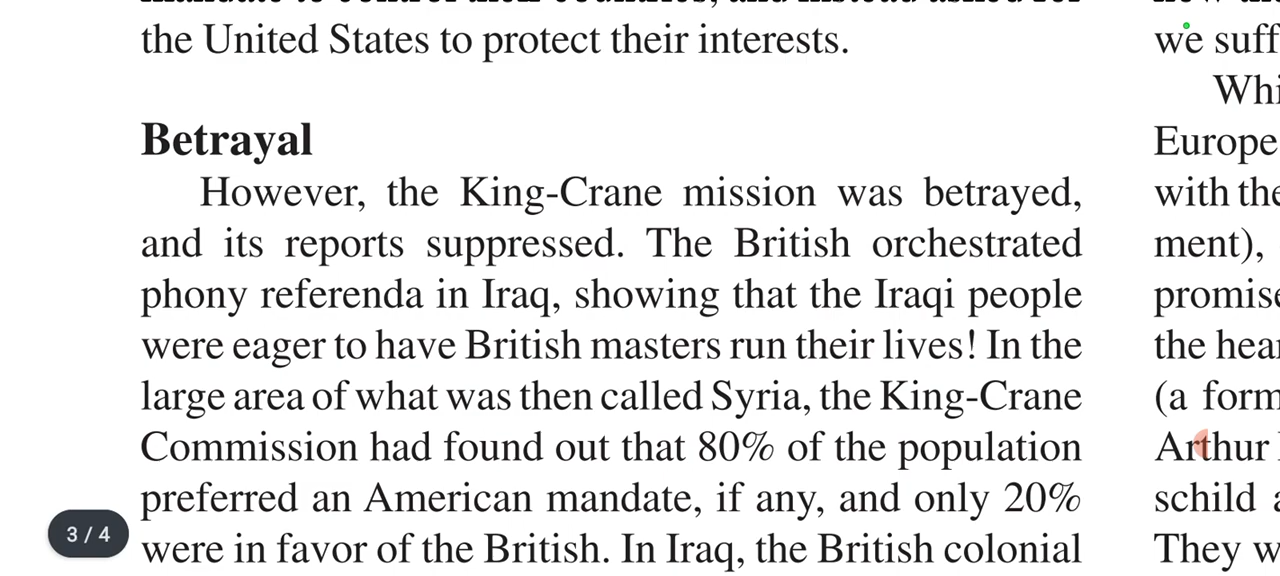 the United States to protect their interests.
Betrayal
However, the King-Crane mission was betrayed,
and its reports suppressed. The British orchestrated
phony referenda in Iraq, showing that the Iraqi people
were eager to have British masters run their lives! In the
large area of what was then called Syria, the King-Crane
Commission had found out that 80% of the population
preferred an American mandate, if any, and only 20%
were in favor of the British. In Iraq, the British colonial
we suff
Whi
Europe
with the
ment),
promise
the hear
(a form
Arthur
schild a
They w
3 / 4